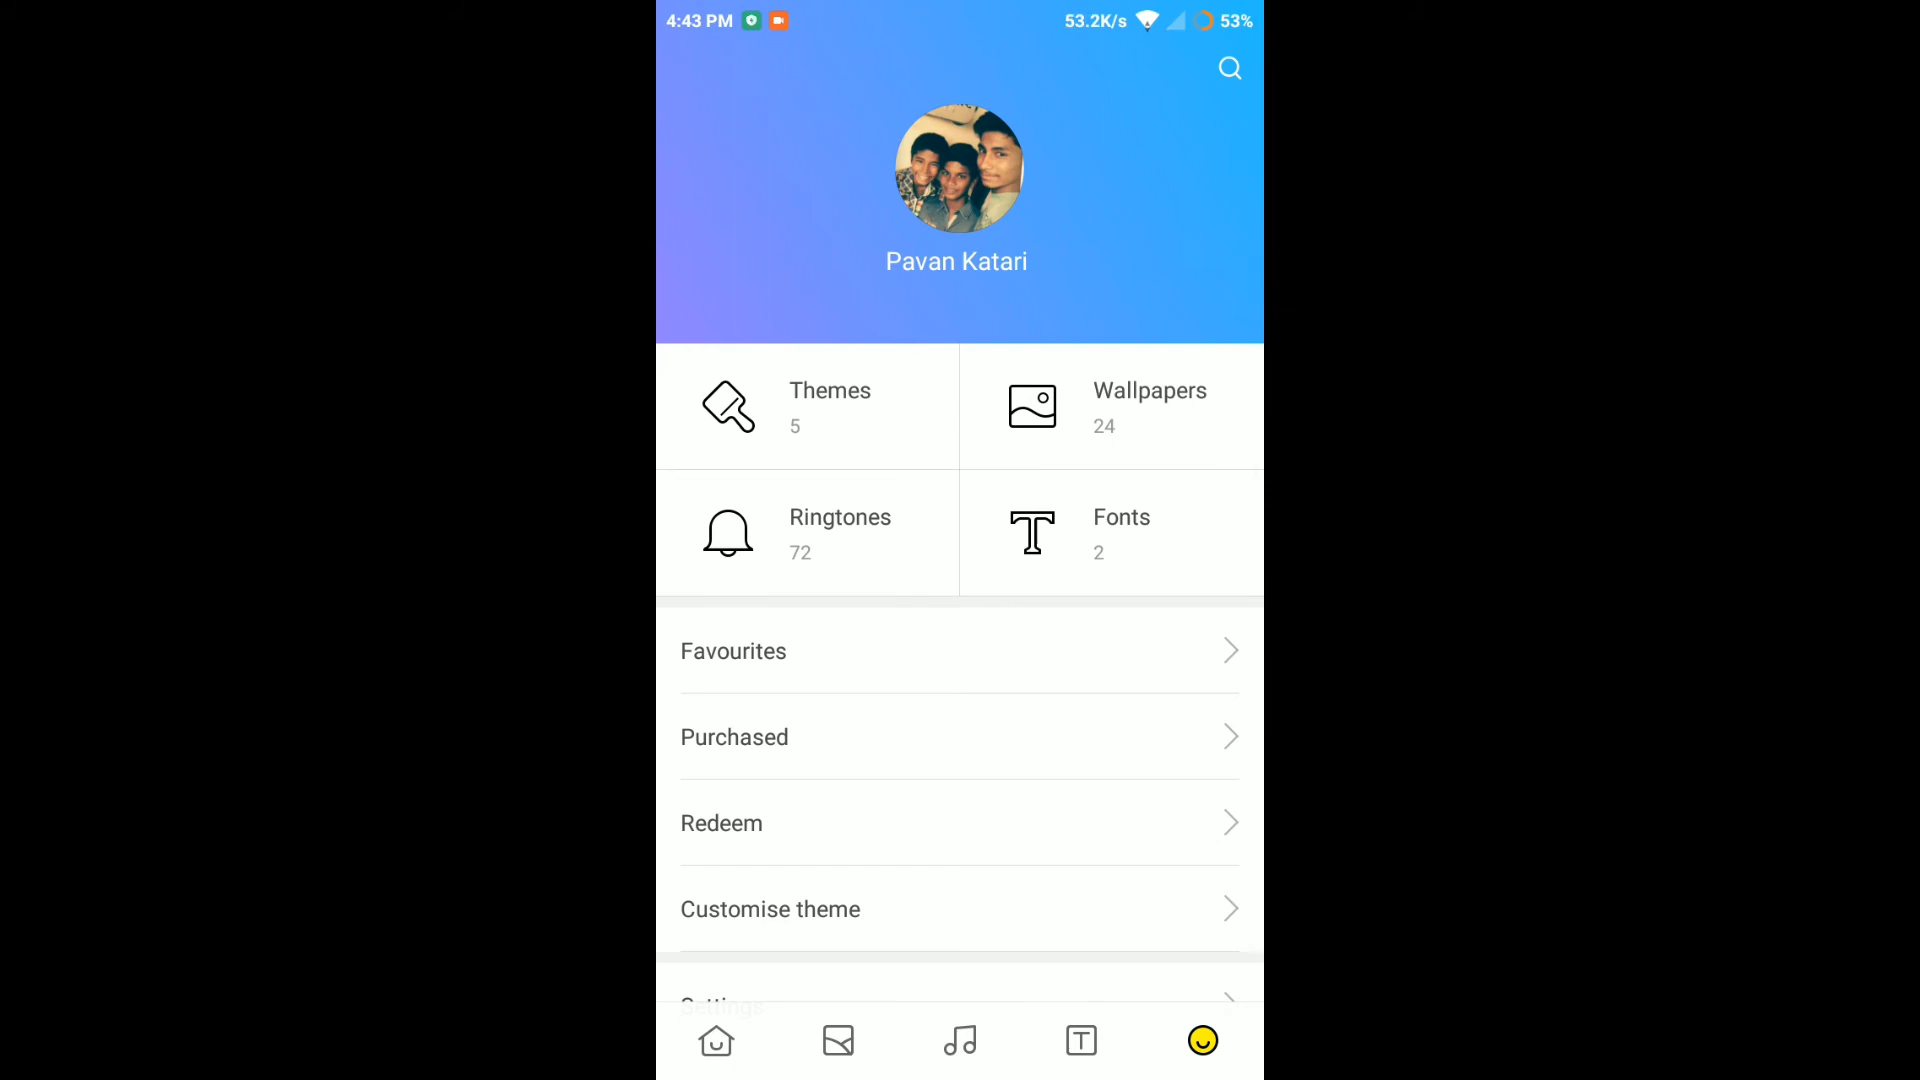 4:43 PM 53.2K/s 53%
Pavan Katari
Themes
5
Wallpapers
24
Ringtones
72
Fonts
2
Favourites
Purchased
Redeem
Customise theme
Settings